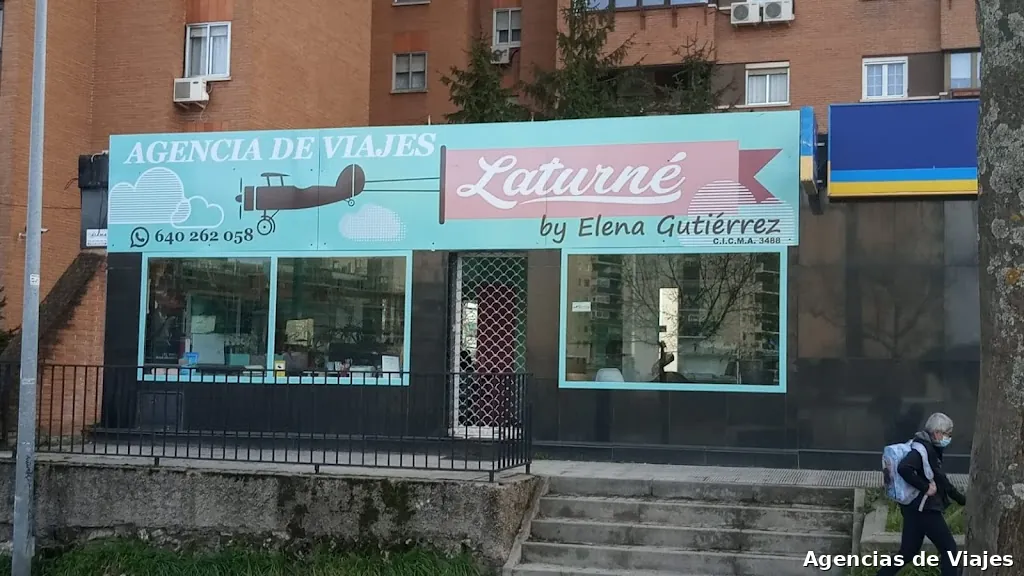 AGENCIA DE VIAJES
Laturné
640 262 058
by Elena Gutiérrez
C.I.C.M.A. 3488
Agencias de Viajes